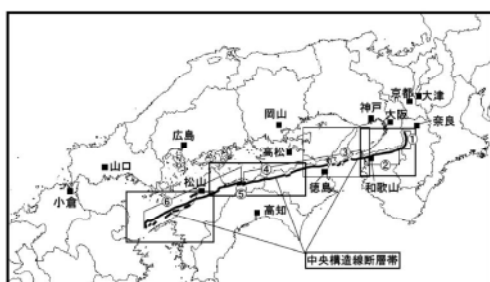 京都
大津
神戸
大阪
奈良
岡山
広島
高松
①
③
②
山口
④
松山
徳島
和歌山
小倉
⑤
⑥
高知
中央構造線断層帯